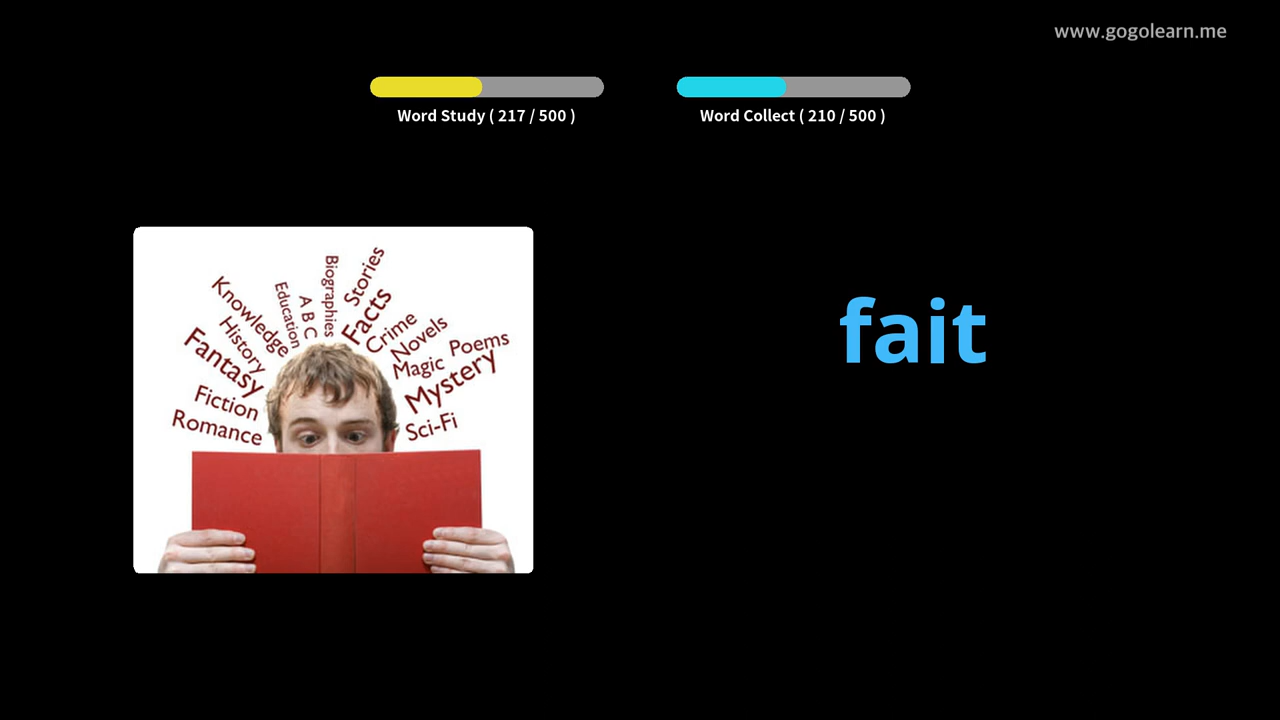 www.gogolearn.me
Word Study ( 217 / 500 )
Word Collect ( 210 / 500 )
Biographies
Stories
Knowledge
Education
A B C
Facts
Crime
History
Novels
Poems
Fantasy
Magic
Mystery
Fiction
Romance
Sci-Fi
fait